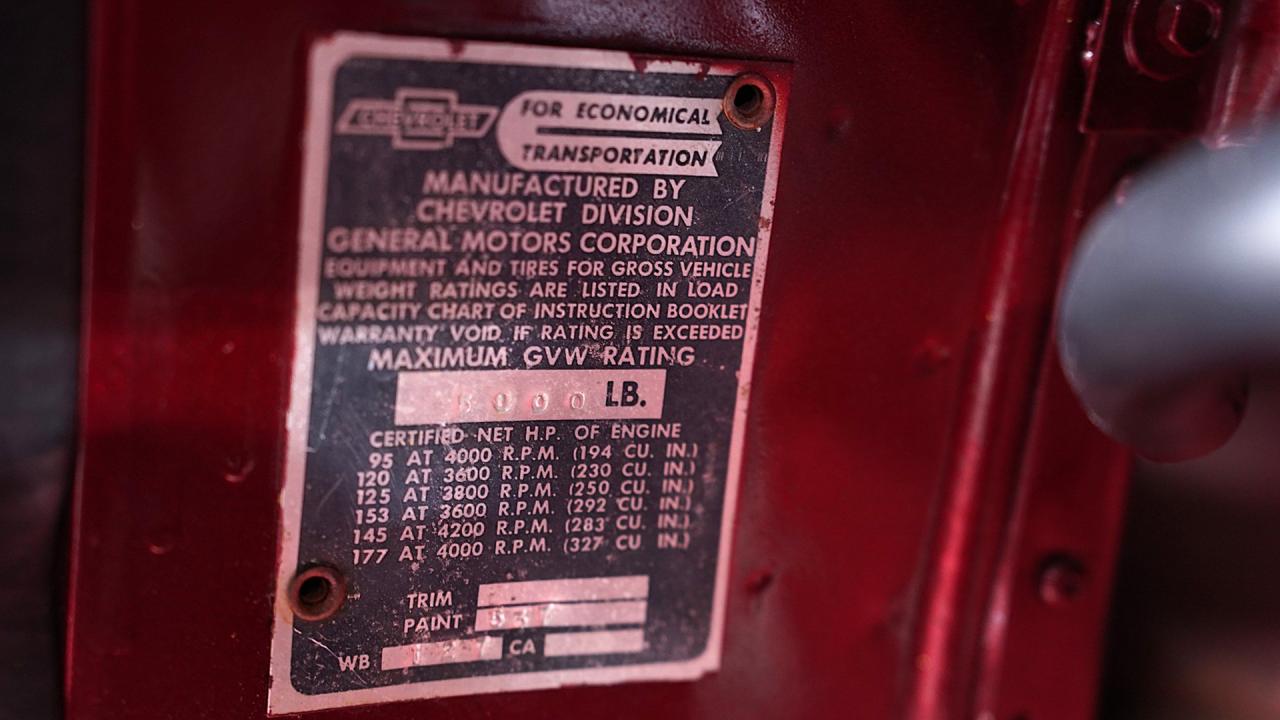 CHEVROLET
FOR ECONOMICAL
TRANSPORTATION
MANUFACTURED BY
CHEVROLET DIVISION
GENERAL MOTORS CORPORATION
EQUIPMENT AND TIRES FOR GROSS VEHICLE
WEIGHT RATINGS ARE LISTED IN LOAD
CAPACITY CHART OF INSTRUCTION BOOKLET
WARRANTY VOID IF RATING IS EXCEEDED
MAXIMUM GVW RATING
LB.
CERTIFIED NET H.P. OF ENGINE
95 AT 4000 R.P.M. (194 CU. IN.)
120 AT 3600 R.P.M. (230 CU. IN.)
125 AT 3800 R.P.M. (250 CU. IN.)
153 AT 3600 R.P.M. (292 CU. IN.)
145 AT 4200 R.P.M. (283 CU. IN.)
177 AT 4000 R.P.M. (327 CU IN.)
TRIM
PAINT
WB CA